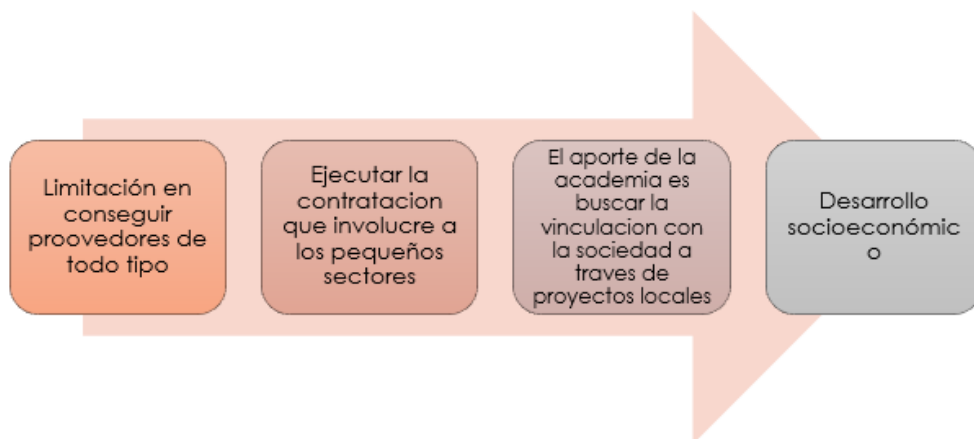 Limitación en
conseguir
proovedores de
todo tipo
Ejecutar la
contratacion
que involucre a
los pequeños
sectores
El aporte de la
academia es
buscar la
vinculacion con
la sociedad a
traves de
proyectos locales
Desarrollo
socioeconómic
o